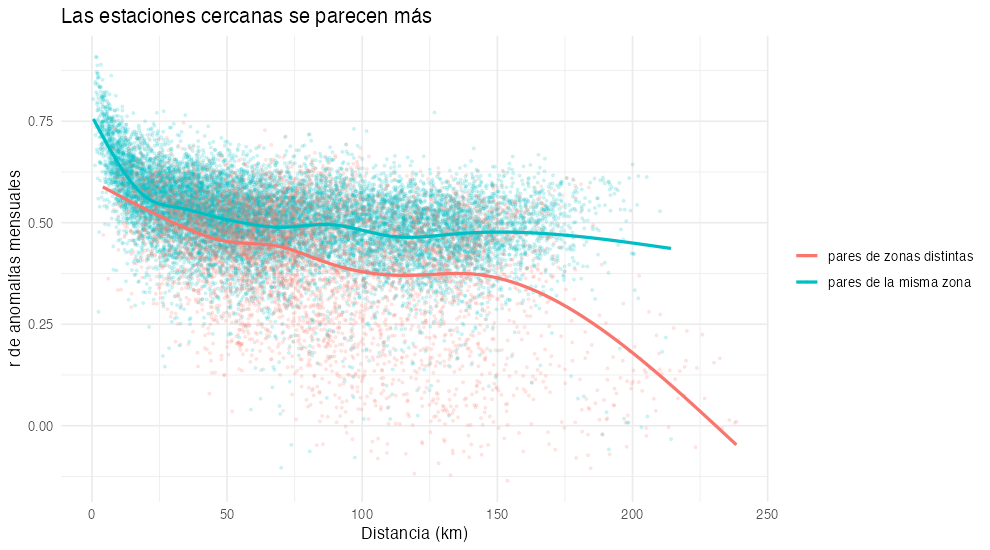 Las estaciones cercanas se parecen más
r de anomalías mensuales
0.75
0.50
0.25
0.00
0
50
100
150
200
250
Distancia (km)
pares de zonas distintas
pares de la misma zona